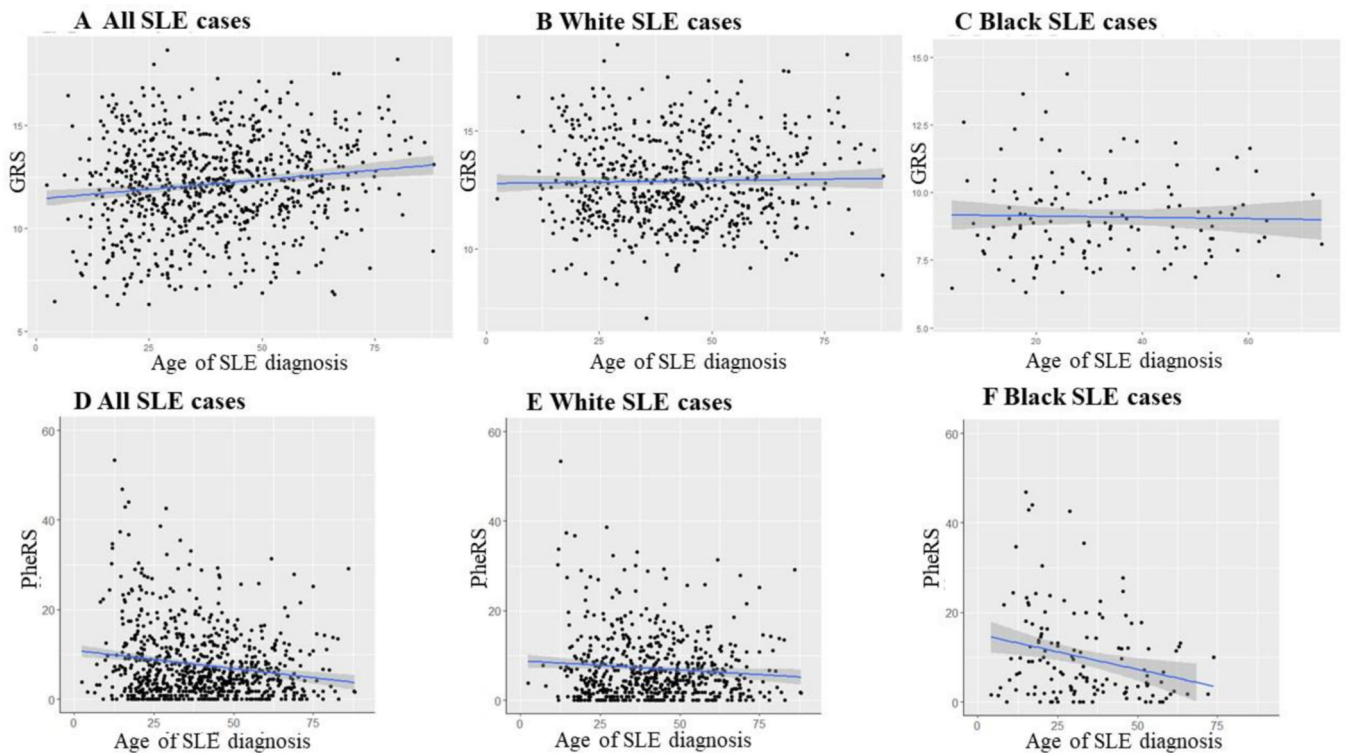 A All SLE cases
B White SLE cases
C Black SLE cases
GRS
15
10
5
0
25
50
75
Age of SLE diagnosis
GRS
15
10
0
25
50
75
Age of SLE diagnosis
GRS
15.0
12.5
10.0
7.5
5.0
20
40
60
Age of SLE diagnosis
D All SLE cases
E White SLE cases
F Black SLE cases
PheRS
60
40
20
0
0
25
50
75
Age of SLE diagnosis
PheRS
60
40
20
0
0
25
50
75
Age of SLE diagnosis
PheRS
60
40
20
0
0
25
50
75
Age of SLE diagnosis